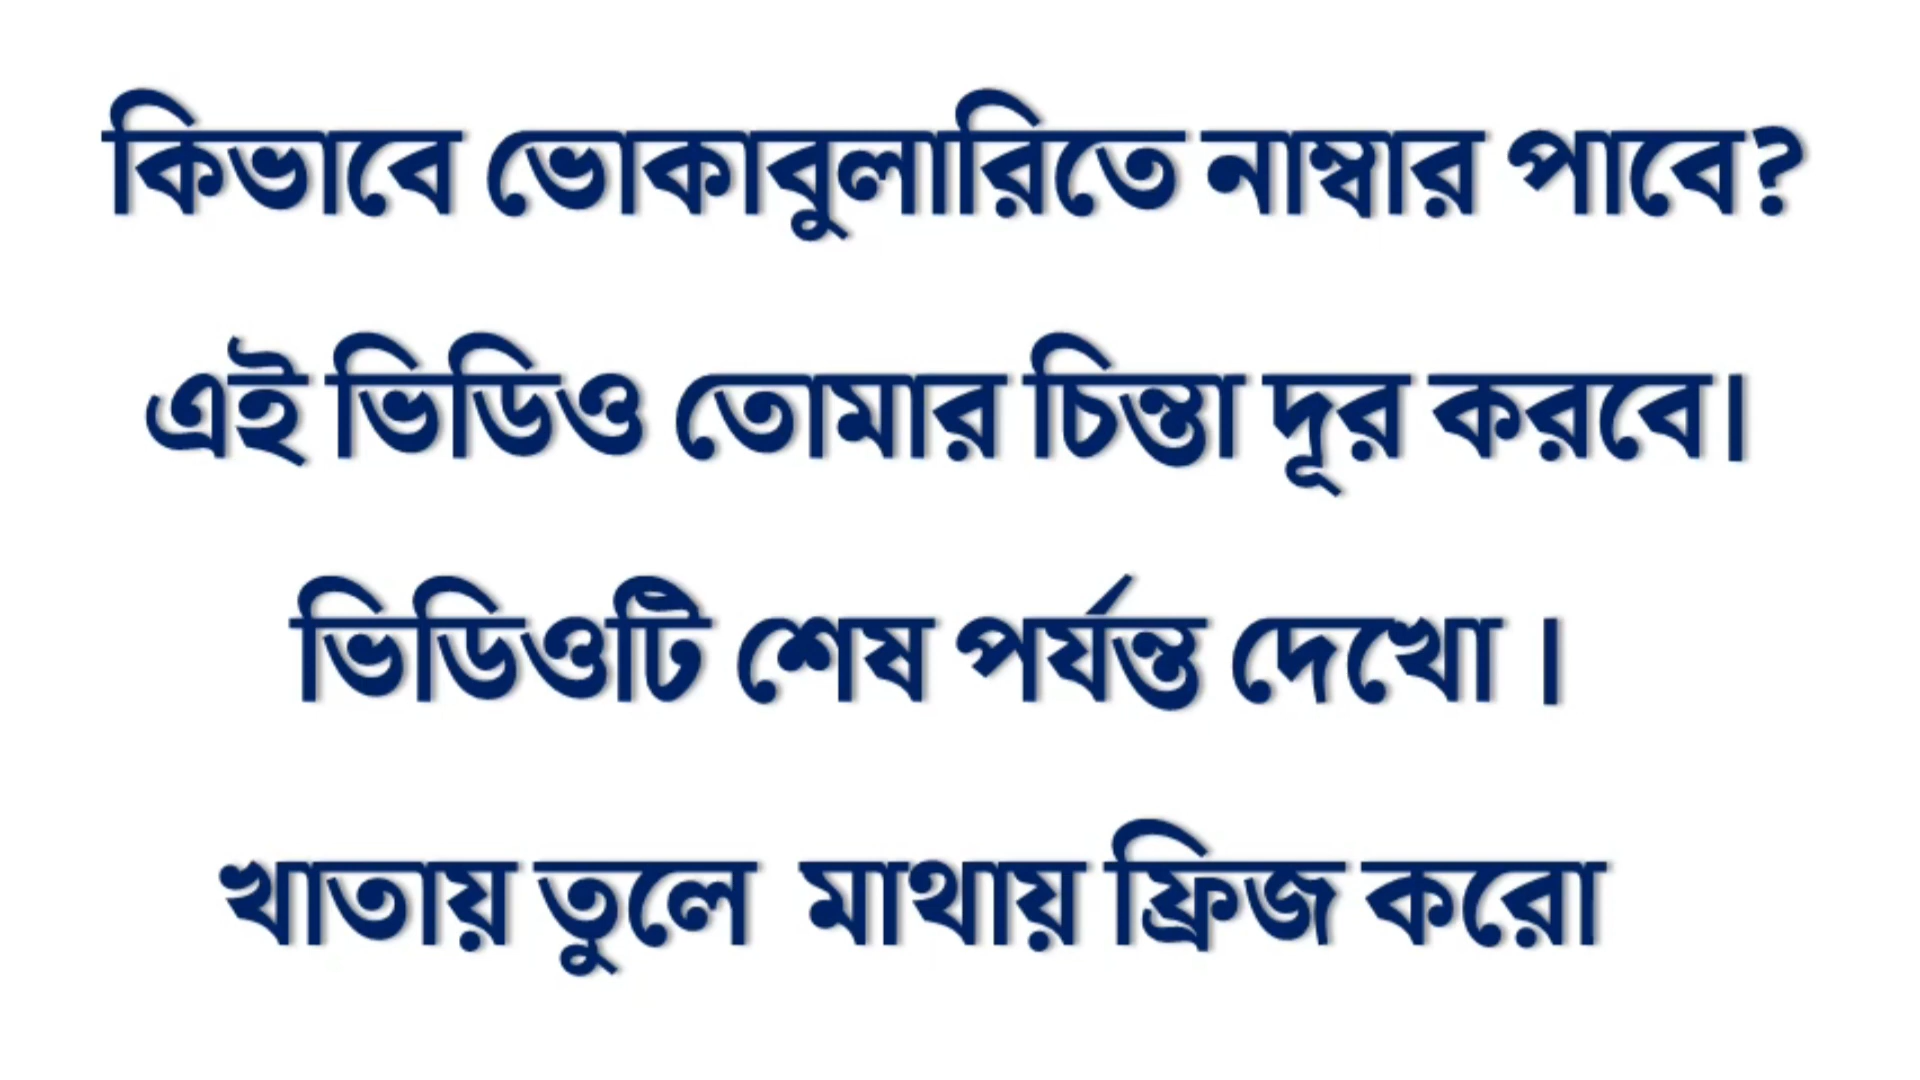 কিভাবে ভোকাবুলারিতে নাম্বার পাবে?
এই ভিডিও তোমার চিন্তা দূর করবে।
ভিডিওটি শেষ পর্যন্ত দেখো ।
খাতায় তুলে মাথায় ফ্রিজ করো